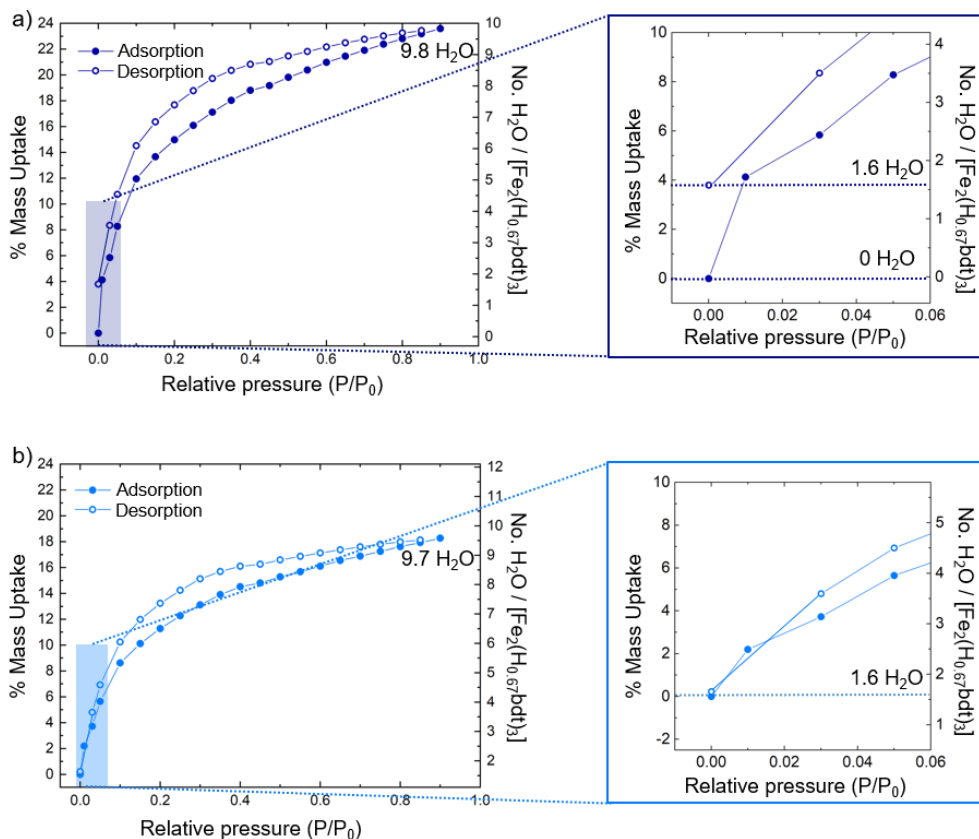 a)
24
22
20
18
16
14
12
10
8
6
4
2
0
% Mass Uptake
Adsorption
Desorption
9.8 H₂O
10
9
8
7
6
5
4
3
2
1
0
No. H₂O / [Fe₂(H₀.₆₇bdt)₃]
0.0 0.2 0.4 0.6 0.8 1.0
Relative pressure (P/P₀)
10
8
6
4
2
0
% Mass Uptake
1.6 H₂O
0 H₂O
4
3
2
1
0
No. H₂O / [Fe₂(H₀.₆₇bdt)₃]
0.00 0.02 0.04 0.06
Relative pressure (P/P₀)
b)
24
22
20
18
16
14
12
10
8
6
4
2
0
% Mass Uptake
Adsorption
Desorption
9.7 H₂O
12
11
10
9
8
7
6
5
4
3
2
No. H₂O / [Fe₂(H₀.₆₇bdt)₃]
0.0 0.2 0.4 0.6 0.8 1.0
Relative pressure (P/P₀)
10
8
6
4
2
0
-2
% Mass Uptake
1.6 H₂O
5
4
3
2
1
No. H₂O / [Fe₂(H₀.₆₇bdt)₃]
0.00 0.02 0.04 0.06
Relative pressure (P/P₀)